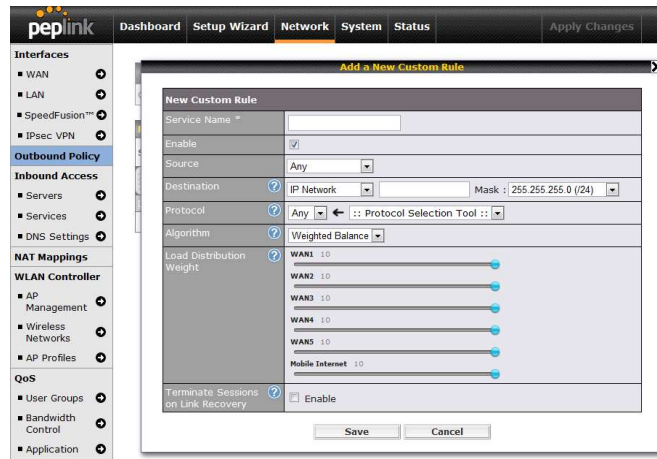 peplink
Dashboard Setup Wizard Network System Status Apply Changes
Interfaces
WAN
LAN
SpeedFusion™
IPsec VPN
Outbound Policy
Inbound Access
Servers
Services
DNS Settings
NAT Mappings
WLAN Controller
AP
Management
Wireless
Networks
AP Profiles
QoS
User Groups
Bandwidth
Control
Application
Add a New Custom Rule
New Custom Rule
Service Name *
Enable
Source
Any
Destination ? IP Network Mask : 255.255.255.0 (/24)
Protocol ? Any ← :: Protocol Selection Tool ::
Algorithm ? Weighted Balance
Load Distribution ?
Weight
WAN1 10
WAN2 10
WAN3 10
WAN4 10
WAN5 10
Mobile Internet 10
Terminate Sessions ?
on Link Recovery
Enable
Save Cancel